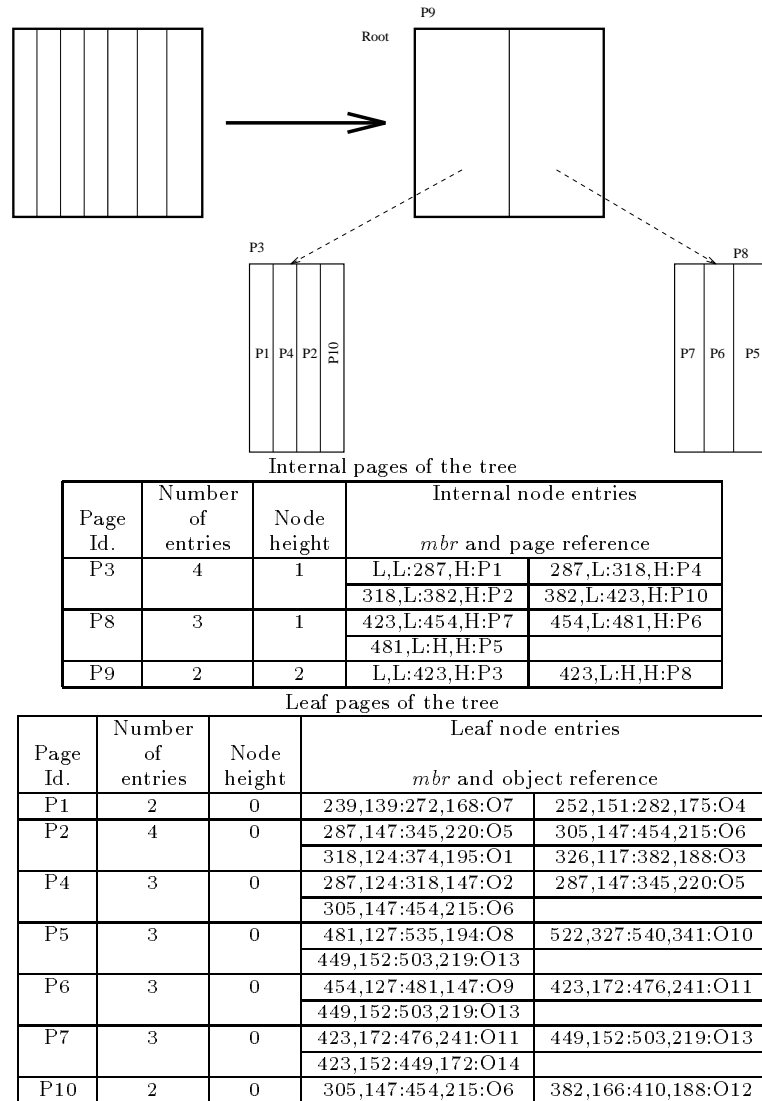 P9
Root
P3
P8
P1 P4 P2 P10
P7 P6 P5
Internal pages of the tree
Number Internal node entries
Page of Node
Id. entries height mbr and page reference
P3 4 1 L,L:287,H:P1 287,L:318,H:P4
318,L:382,H:P2 382,L:423,H:P10
P8 3 1 423,L:454,H:P7 454,L:481,H:P6
481,L:H,H:P5
P9 2 2 L,L:423,H:P3 423,L:H,H:P8
Leaf pages of the tree
Number Leaf node entries
Page of Node
Id. entries height mbr and object reference
P1 2 0 239,139:272,168:O7 252,151:282,175:O4
P2 4 0 287,147:345,220:O5 305,147:454,215:O6
318,124:374,195:O1 326,117:382,188:O3
P4 3 0 287,124:318,147:O2 287,147:345,220:O5
305,147:454,215:O6
P5 3 0 481,127:535,194:O8 522,327:540,341:O10
449,152:503,219:O13
P6 3 0 454,127:481,147:O9 423,172:476,241:O11
449,152:503,219:O13
P7 3 0 423,172:476,241:O11 449,152:503,219:O13
423,152:449,172:O14
P10 2 0 305,147:454,215:O6 382,166:410,188:O12